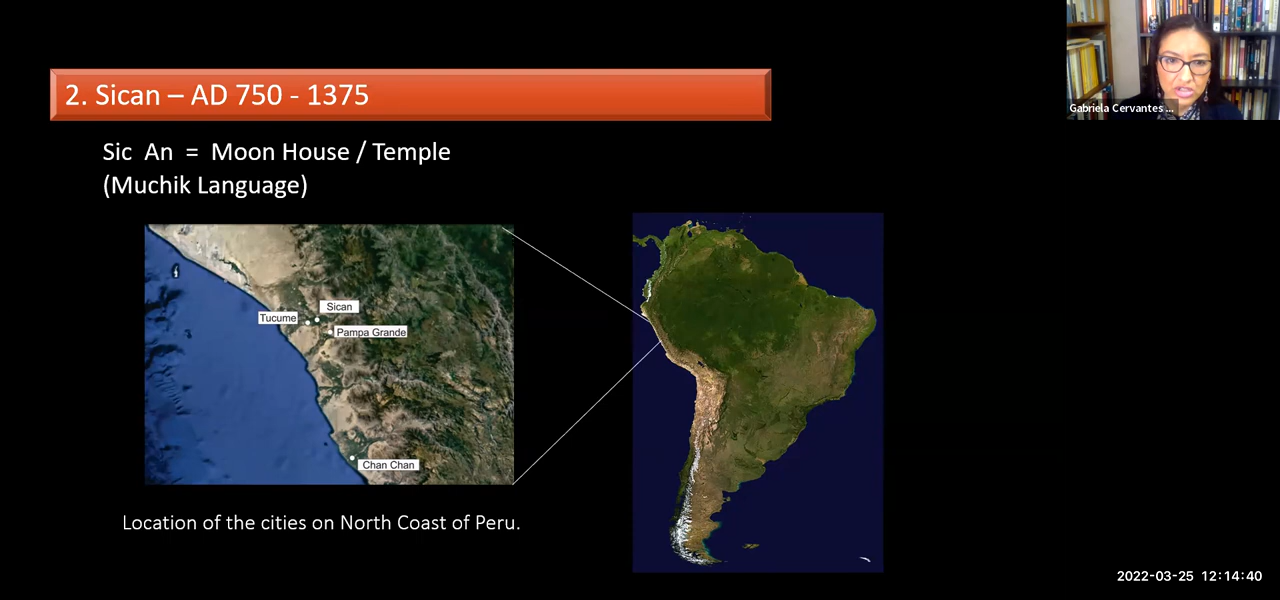 Gabriela Cervantes ...
2. Sican – AD 750 - 1375
Sic An = Moon House / Temple
(Muchik Language)
Sican
Tucume
Pampa Grande
Chan Chan
Location of the cities on North Coast of Peru.
2022-03-25 12:14:40